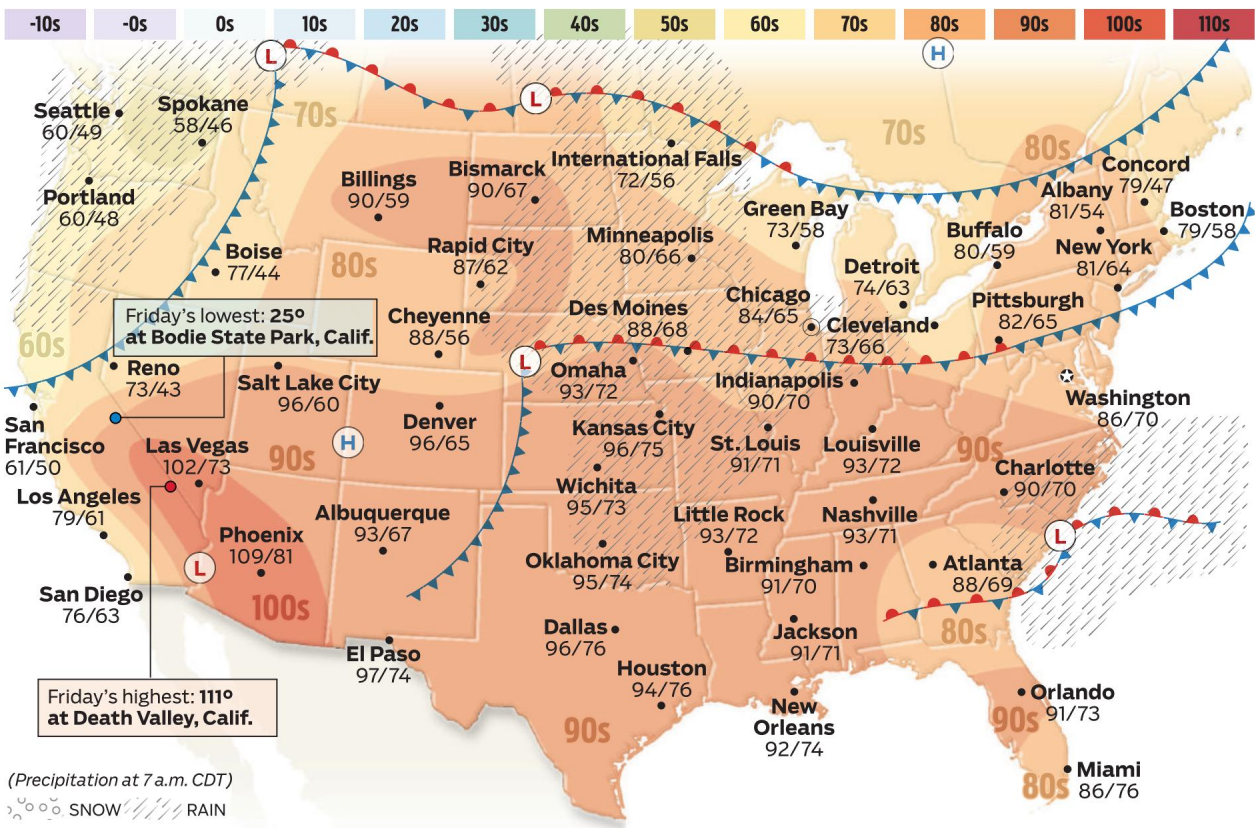 -10s
-0s
0s
10s
20s
30s
40s
50s
60s
70s
80s
90s
100s
110s
L
H
L
Seattle
60/49
Spokane
58/46
70s
70s
80s
International Falls
72/56
Bismarck
90/67
Billings
90/59
Concord
79/47
Albany
81/54
Portland
60/48
Green Bay
73/58
Boston
79/58
Buffalo
80/59
Minneapolis
80/66
Rapid City
87/62
New York
81/64
Boise
77/44
80s
Detroit
74/63
Chicago
84/65
Pittsburgh
82/65
Friday's lowest: 25º
at Bodie State Park, Calif.
Des Moines
88/68
Cheyenne
88/56
Cleveland
73/66
60s
L
Reno
73/43
Omaha
93/72
Salt Lake City
96/60
Indianapolis
90/70
Washington
86/70
Denver
96/65
San
Francisco
61/50
Kansas City
96/75
St. Louis
91/71
Louisville
93/72
H
Las Vegas
102/73
90s
90s
Charlotte
90/70
Los Angeles
79/61
Wichita
95/73
Albuquerque
93/67
Little Rock
93/72
Nashville
93/71
Phoenix
109/81
L
L
Oklahoma City
95/74
Birmingham
91/70
Atlanta
88/69
San Diego
76/63
100s
Dallas
96/76
Jackson
91/71
80s
El Paso
97/74
Houston
94/76
Friday's highest: 111º
at Death Valley, Calif.
New
Orleans
92/74
Orlando
91/73
90s
90s
Miami
86/76
80s
(Precipitation at 7 a.m. CDT)
SNOW
RAIN